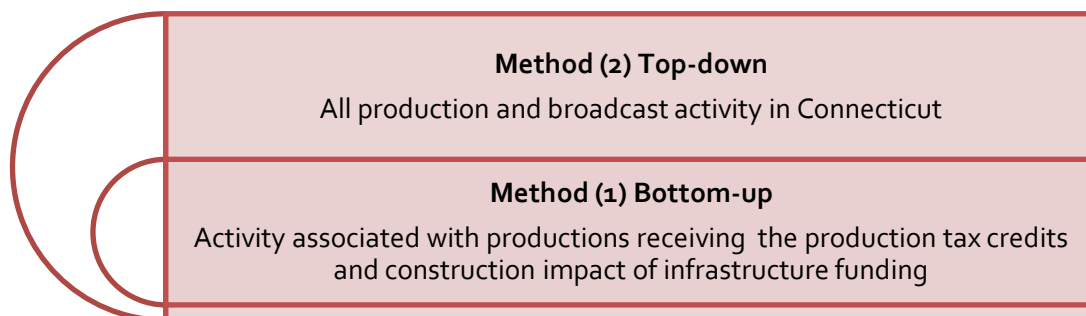 Method (2) Top-down
All production and broadcast activity in Connecticut
Method (1) Bottom-up
Activity associated with productions receiving the production tax credits
and construction impact of infrastructure funding